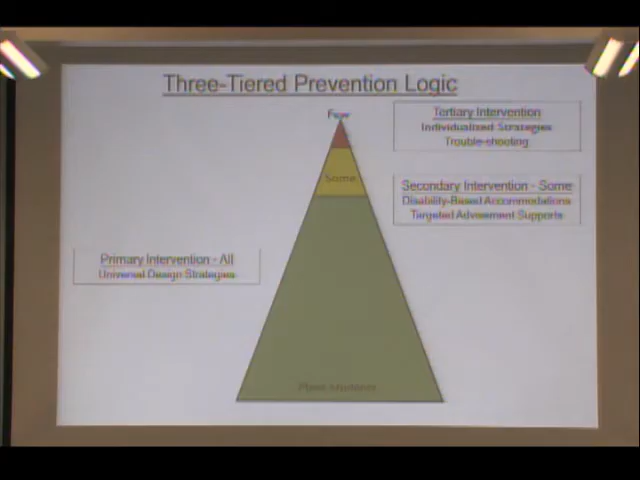 Three-Tiered Prevention Logic
Few
Tertiary Intervention
Individualized Strategies
Trouble-shooting
Some
Secondary Intervention - Some
Disability-Based Accommodations
Targeted Advisement Supports
Primary Intervention - All
Universal Design Strategies
students